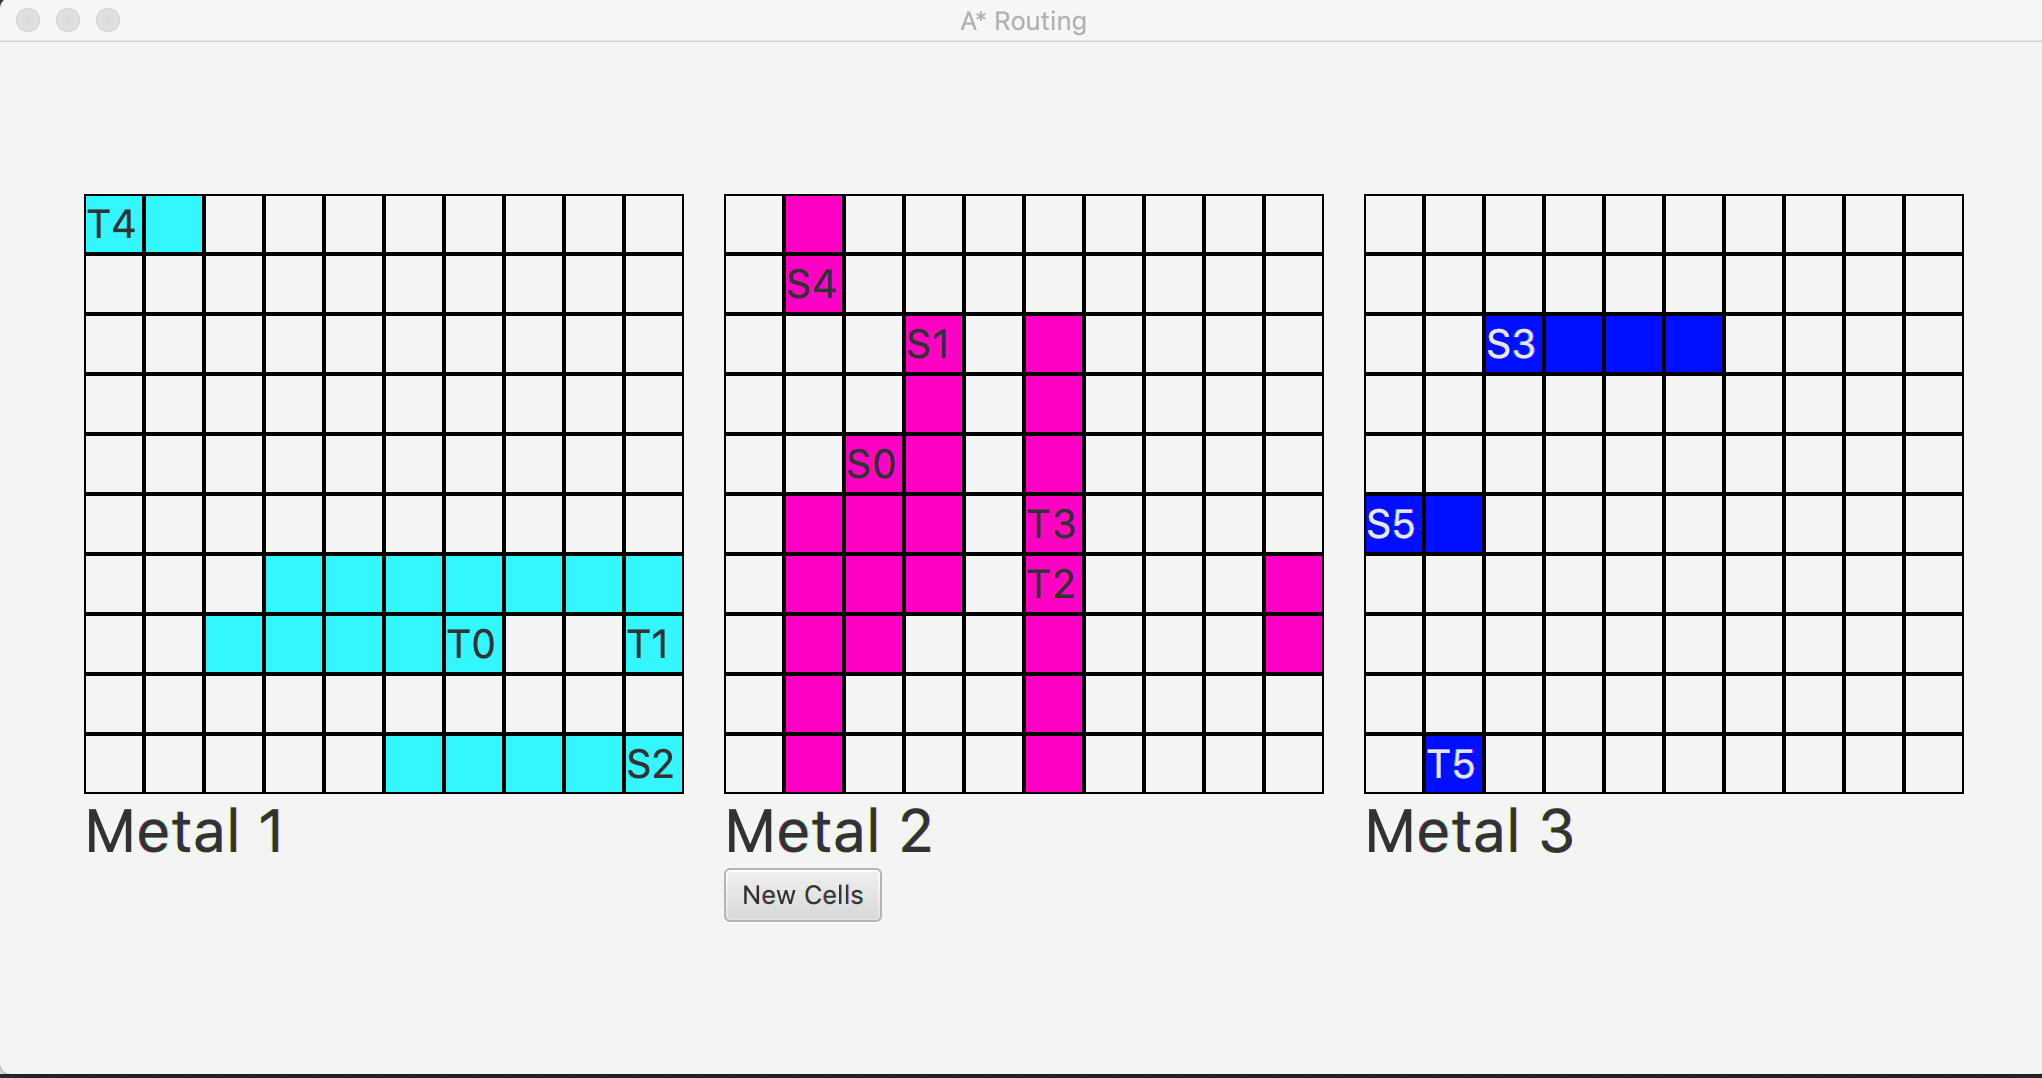 A* Routing
T4
T0
T1
S2
Metal 1
S4
S1
S0
T3
T2
Metal 2
New Cells
S3
S5
T5
Metal 3